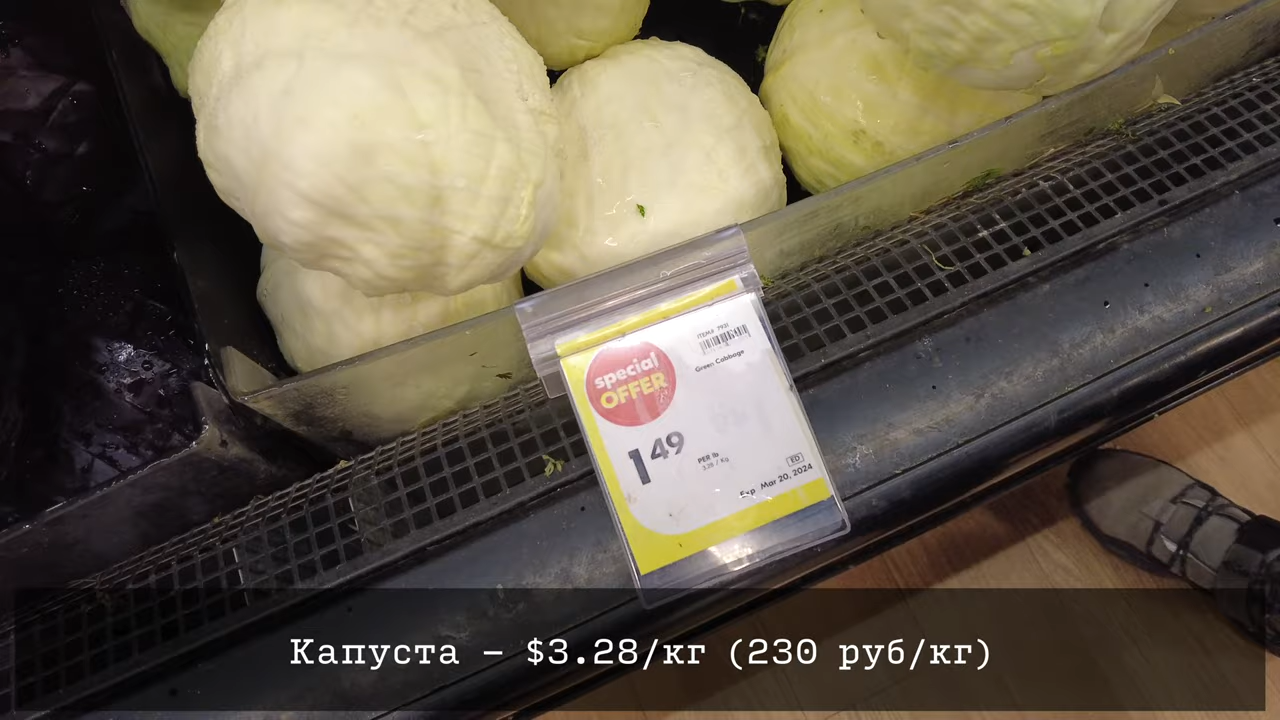 ITEM# 7931
Green Cabbage
special
OFFER
1 49
PER lb
3.28 / Kg
ED
Exp Mar 20, 2024
Капуста – $3.28/кг (230 руб/кг)